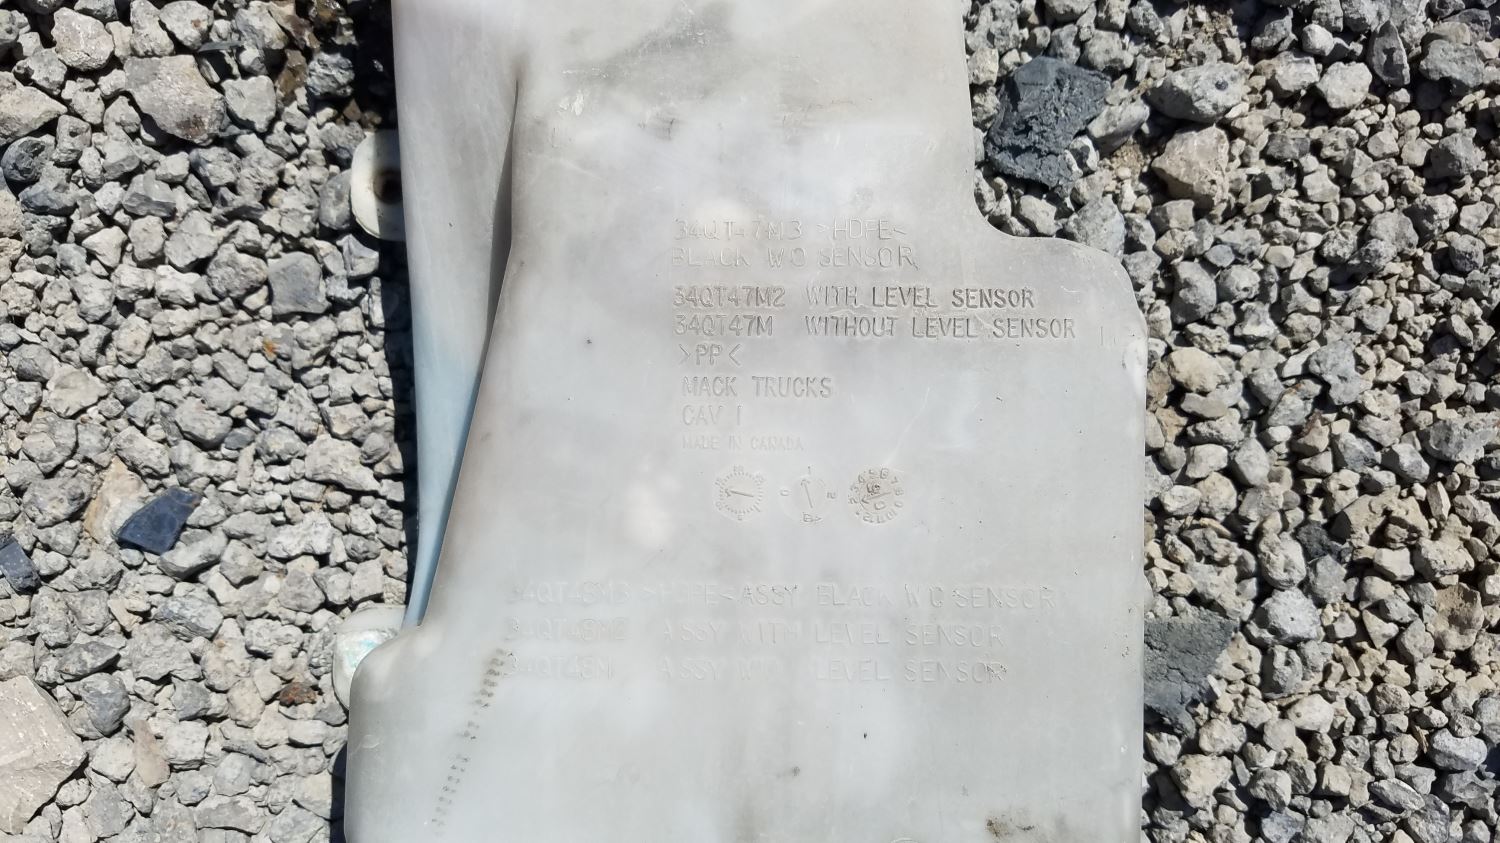 34QT47M3 >HDPE<
BLACK W/O SENSOR
34QT47M2 WITH LEVEL SENSOR
34QT47M WITHOUT LEVEL SENSOR
>PP<
MACK TRUCKS
CAV 1
MADE IN CANADA
34QT48M3 >HDPE< ASSY BLACK W/O SENSOR
34QT48M2 ASSY WITH LEVEL SENSOR
34QT48M ASSY W/O LEVEL SENSOR